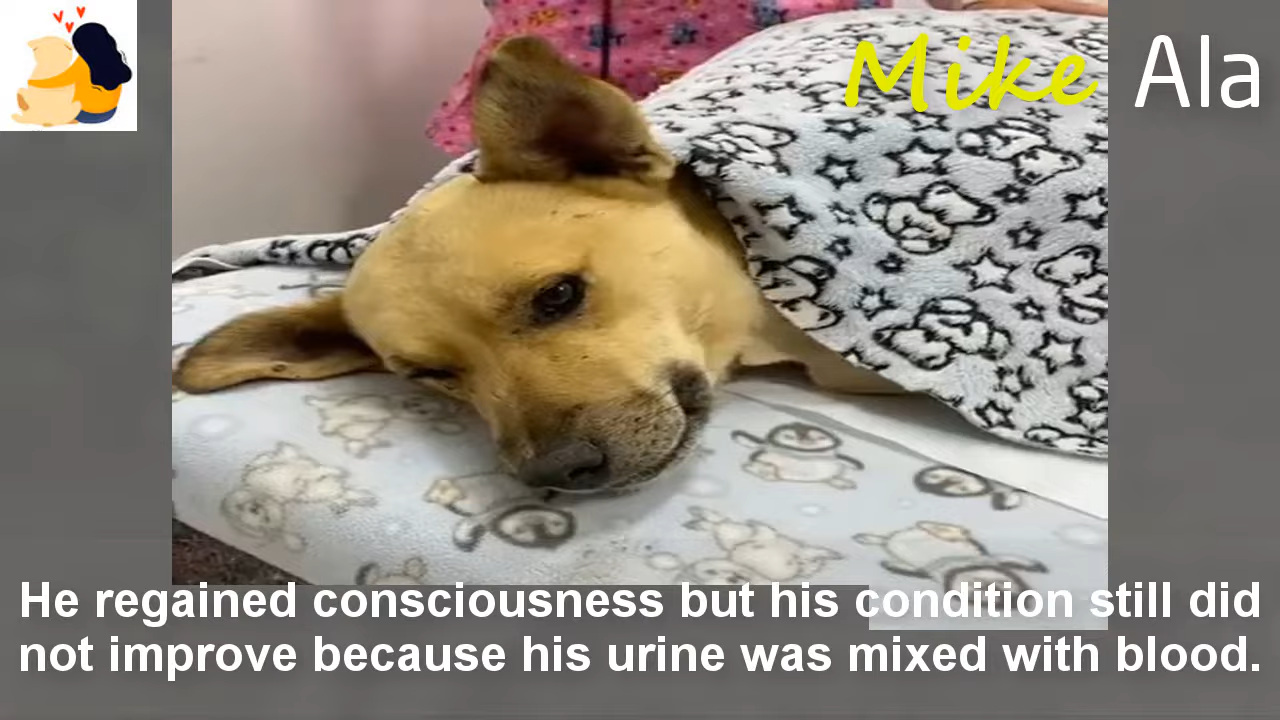 Mike Ala
He regained consciousness but his condition still did
not improve because his urine was mixed with blood.